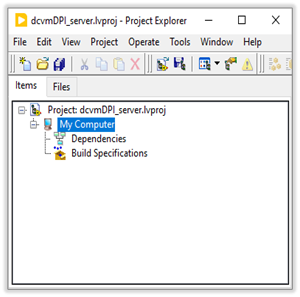 dcvmDPI_server.lvproj - Project Explorer
File Edit View Project Operate Tools Window Help
Items Files
Project: dcvmDPI_server.lvproj
My Computer
Dependencies
Build Specifications